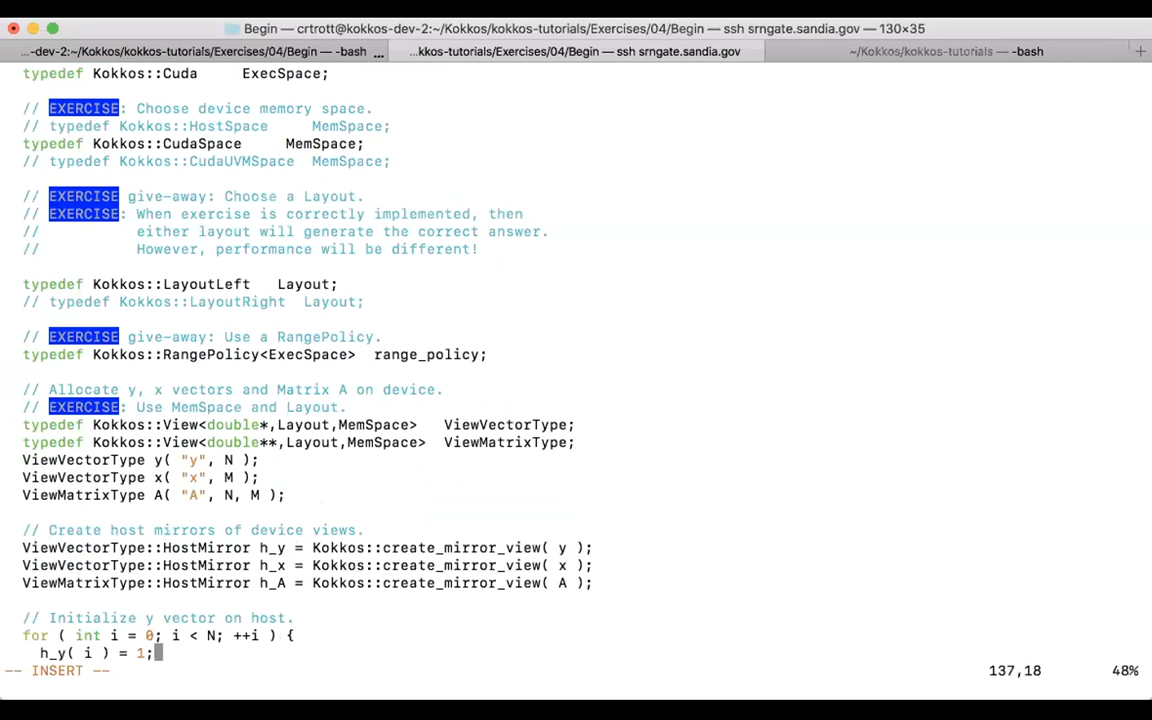 Begin — crtrott@kokkos-dev-2:~/Kokkos/kokkos-tutorials/Exercises/04/Begin — ssh srngate.sandia.gov — 130×35
...-dev-2:~/Kokkos/kokkos-tutorials/Exercises/04/Begin — -bash ... ...kkos-tutorials/Exercises/04/Begin — ssh srngate.sandia.gov ~/Kokkos/kokkos-tutorials — -bash +
typedef Kokkos::Cuda     ExecSpace;
// EXERCISE: Choose device memory space.
// typedef Kokkos::HostSpace     MemSpace;
typedef Kokkos::CudaSpace     MemSpace;
// typedef Kokkos::CudaUVMSpace  MemSpace;
// EXERCISE give-away: Choose a Layout.
// EXERCISE: When exercise is correctly implemented, then
//           either layout will generate the correct answer.
//           However, performance will be different!
typedef Kokkos::LayoutLeft   Layout;
// typedef Kokkos::LayoutRight  Layout;
// EXERCISE give-away: Use a RangePolicy.
typedef Kokkos::RangePolicy<ExecSpace>  range_policy;
// Allocate y, x vectors and Matrix A on device.
// EXERCISE: Use MemSpace and Layout.
typedef Kokkos::View<double*,Layout,MemSpace>   ViewVectorType;
typedef Kokkos::View<double**,Layout,MemSpace>  ViewMatrixType;
ViewVectorType y( "y", N );
ViewVectorType x( "x", M );
ViewMatrixType A( "A", N, M );
// Create host mirrors of device views.
ViewVectorType::HostMirror h_y = Kokkos::create_mirror_view( y );
ViewVectorType::HostMirror h_x = Kokkos::create_mirror_view( x );
ViewMatrixType::HostMirror h_A = Kokkos::create_mirror_view( A );
// Initialize y vector on host.
for ( int i = 0; i < N; ++i ) {
  h_y( i ) = 1;
-- INSERT -- 137,18 48%